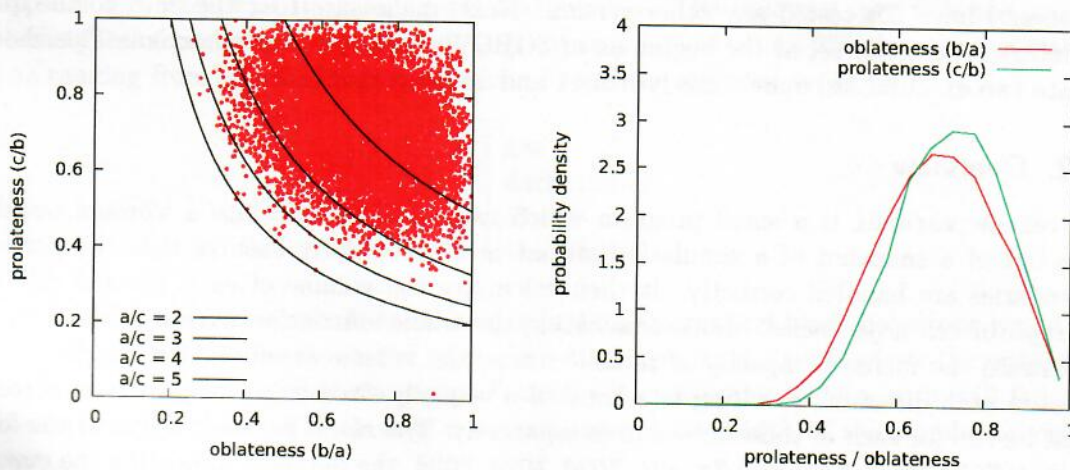 prolateness (c/b)
1
0.8
0.6
0.4
0.2
0
a/c = 2
a/c = 3
a/c = 4
a/c = 5
0
0.2
0.4
0.6
0.8
1
oblateness (b/a)
probability density
4
3.5
3
2.5
2
1.5
1
0.5
0
oblateness (b/a)
prolateness (c/b)
0
0.2
0.4
0.6
0.8
1
prolateness / oblateness